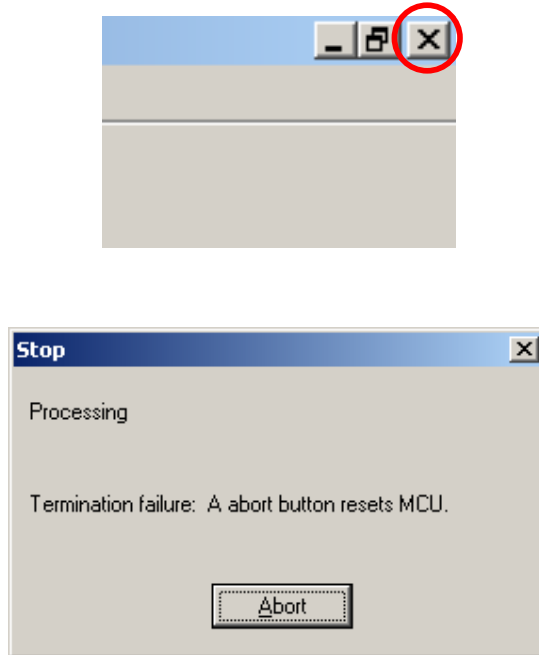 Stop
Processing
Termination failure: A abort button resets MCU.
Abort